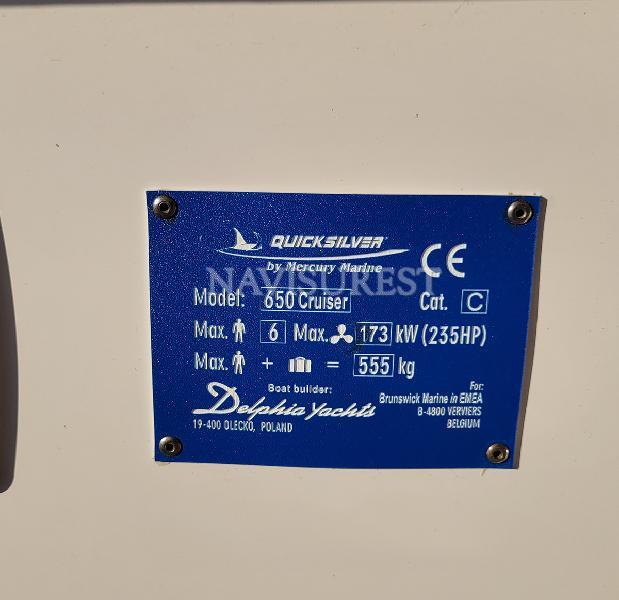 QUICKSILVER
by Mercury Marine
CE
NAVISUREST
Model: 650 Cruiser Cat. C
Max. 6 Max. 173 kW (235HP)
Max. + = 555 kg
Boat builder:
Delphia Yachts
19-400 OLECKO, POLAND
For:
Brunswick Marine in EMEA
B-4800 VERVIERS
BELGIUM